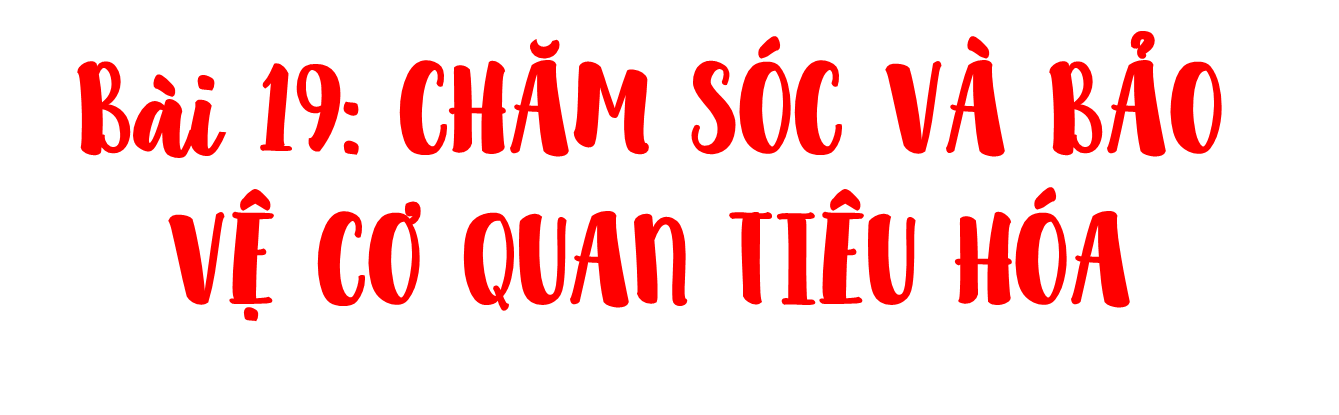 Bài 19: CHĂM SÓC VÀ BẢO
VỆ CƠ QUAN TIÊU HÓA